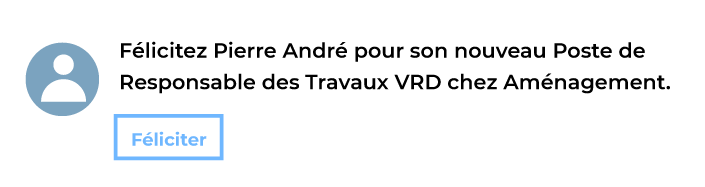 Félicitez Pierre André pour son nouveau Poste de
Responsable des Travaux VRD chez Aménagement.
Féliciter